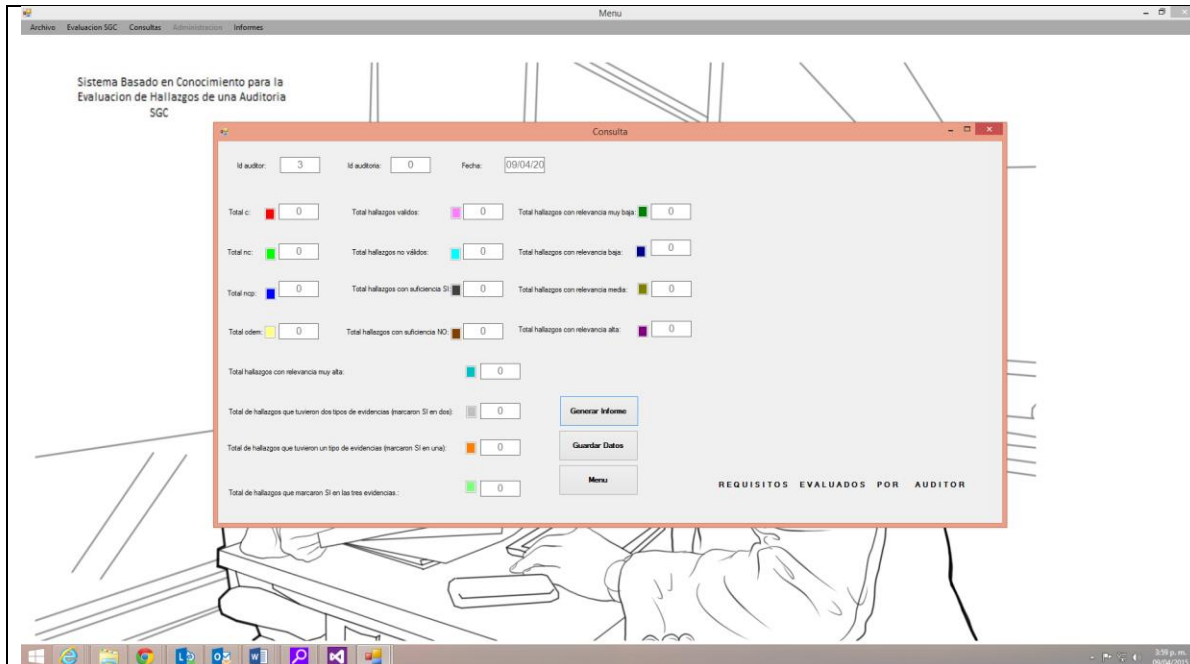 Menu
Archivo Evaluacion SGC Consultas Administracion Informes
Sistema Basado en Conocimiento para la
Evaluacion de Hallazgos de una Auditoria
SGC
Consulta
Id auditor: 3 Id auditoria: 0 Fecha: 09/04/20
Total c: 0 Total hallazgos validos: 0 Total hallazgos con relevancia muy baja: 0
Total nc: 0 Total hallazgos no válidos: 0 Total hallazgos con relevancia baja: 0
Total ncp: 0 Total hallazgos con suficiencia SI: 0 Total hallazgos con relevancia media: 0
Total odem: 0 Total hallazgos con suficiencia NO: 0 Total hallazgos con relevancia alta: 0
Total hallazgos con relevancia muy alta: 0
Total de hallazgos que tuvieron dos tipos de evidencias (marcaron SI en dos): 0 Generar Informe
Total de hallazgos que tuvieron un tipo de evidencias (marcaron SI en una): 0 Guardar Datos
Menu
Total de hallazgos que marcaron SI en las tres evidencias.: 0 REQUISITOS EVALUADOS POR AUDITOR
3:59 p. m.
09/04/2015